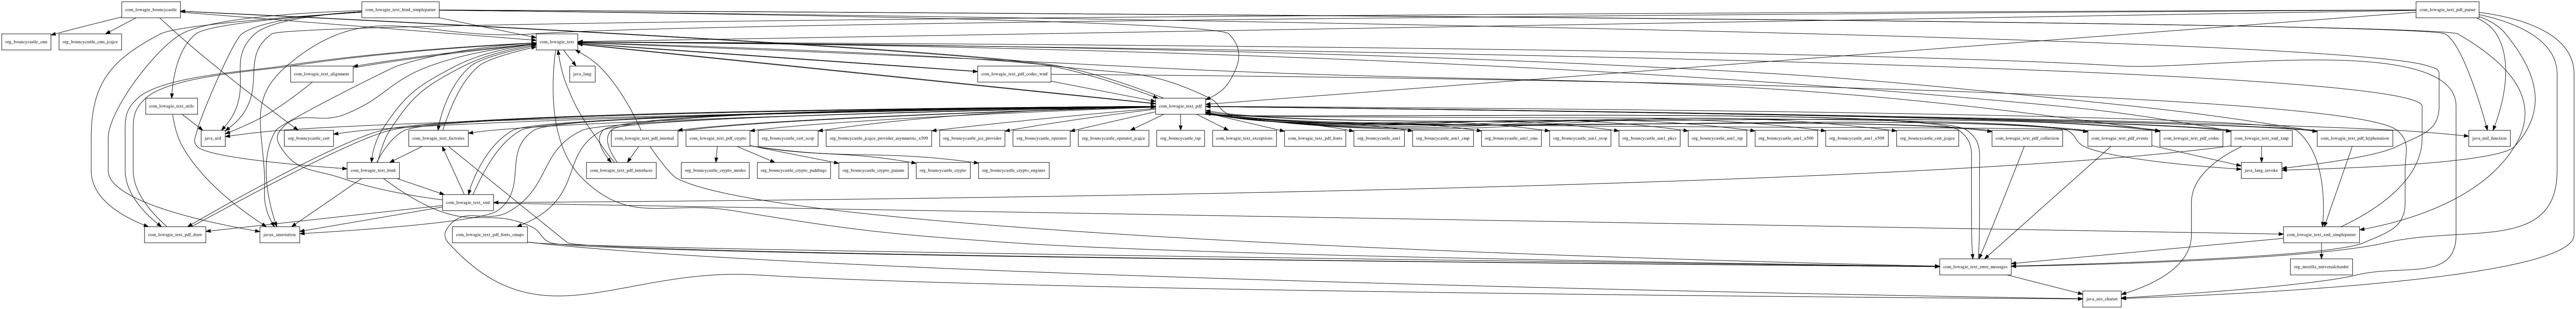 com_lowagie_bouncycastle
com_lowagie_text_html_simpleparser
com_lowagie_text_pdf_parser
org_bouncycastle_cms
org_bouncycastle_cms_jcajce
com_lowagie_text
com_lowagie_text_alignment
java_lang
com_lowagie_text_pdf_codec_wmf
com_lowagie_text_utils
com_lowagie_text_pdf
java_util
org_bouncycastle_cert
com_lowagie_text_factories
com_lowagie_text_pdf_internal
com_lowagie_text_pdf_crypto
org_bouncycastle_cert_ocsp
org_bouncycastle_jcajce_provider_asymmetric_x509
org_bouncycastle_jce_provider
org_bouncycastle_operator
org_bouncycastle_operator_jcajce
org_bouncycastle_tsp
com_lowagie_text_exceptions
com_lowagie_text_pdf_fonts
org_bouncycastle_asn1
org_bouncycastle_asn1_cmp
org_bouncycastle_asn1_cms
org_bouncycastle_asn1_ocsp
org_bouncycastle_asn1_pkcs
org_bouncycastle_asn1_tsp
org_bouncycastle_asn1_x500
org_bouncycastle_asn1_x509
org_bouncycastle_cert_jcajce
com_lowagie_text_pdf_collection
com_lowagie_text_pdf_events
com_lowagie_text_pdf_codec
com_lowagie_text_xml_xmp
com_lowagie_text_pdf_hyphenation
java_util_function
com_lowagie_text_html
com_lowagie_text_pdf_interfaces
org_bouncycastle_crypto_modes
org_bouncycastle_crypto_paddings
org_bouncycastle_crypto_params
org_bouncycastle_crypto
org_bouncycastle_crypto_engines
java_lang_invoke
com_lowagie_text_xml
com_lowagie_text_pdf_draw
javax_annotation
com_lowagie_text_pdf_fonts_cmaps
com_lowagie_text_xml_simpleparser
com_lowagie_text_error_messages
org_mozilla_universalchardet
java_nio_charset